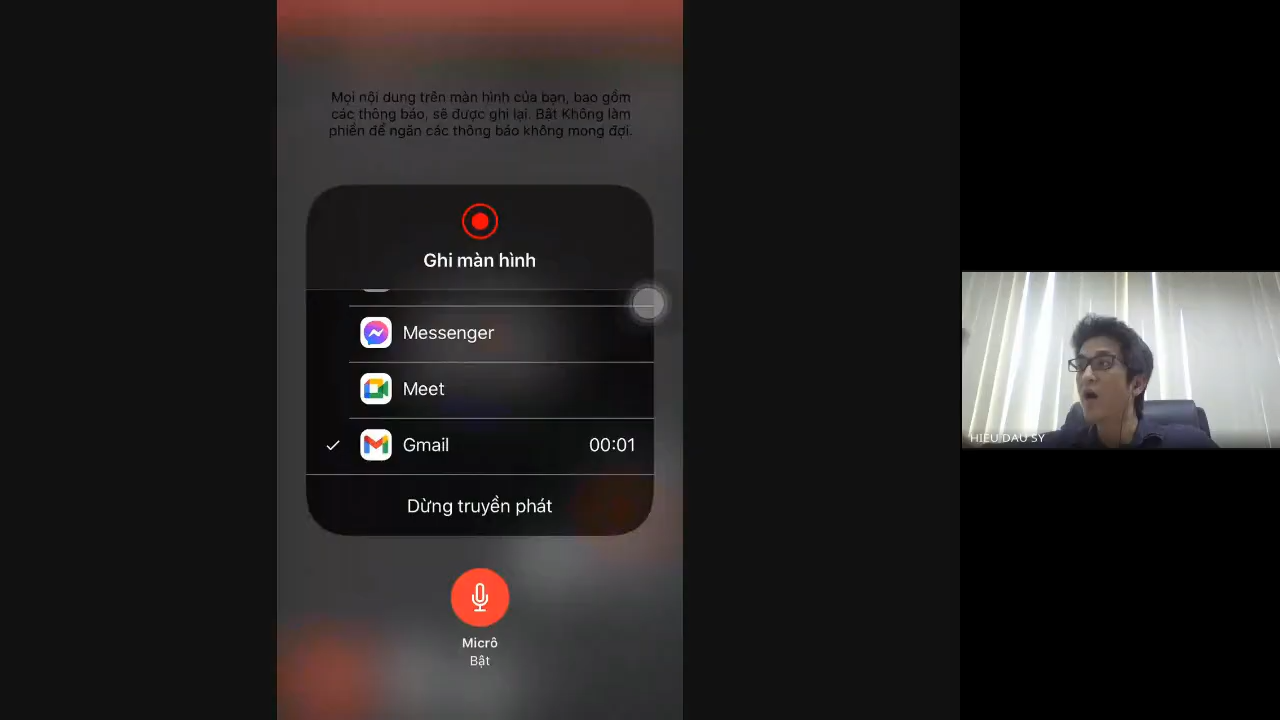 Mọi nội dung trên màn hình của bạn, bao gồm
các thông báo, sẽ được ghi lại. Bật Không làm
phiền để ngăn các thông báo không mong đợi.
Ghi màn hình
Messenger
Meet
Gmail 00:01
Dừng truyền phát
Micrô
Bật
HIEU DAU SY